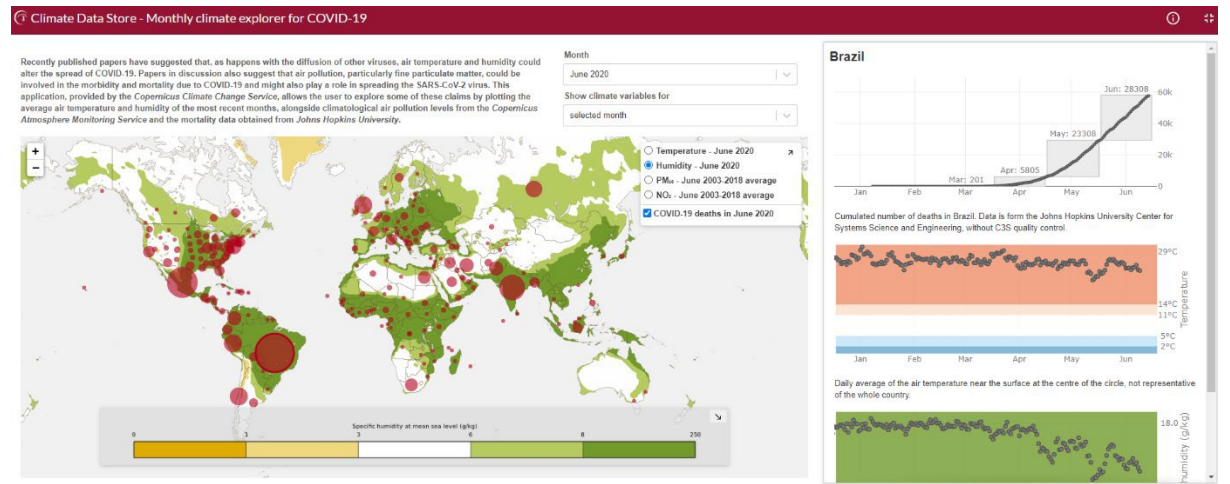 Climate Data Store - Monthly climate explorer for COVID-19
Recently published papers have suggested that, as happens with the diffusion of other viruses, air temperature and humidity could
alter the spread of COVID-19. Papers in discussion also suggest that air pollution, particularly fine particulate matter, could be
involved in the morbidity and mortality due to COVID-19 and might also play a role in spreading the SARS-CoV-2 virus. This
application, provided by the Copernicus Climate Change Service, allows the user to explore some of these claims by plotting the
average air temperature and humidity of the most recent months, alongside climatological air pollution levels from the Copernicus
Atmosphere Monitoring Service and the mortality data obtained from Johns Hopkins University.
Month
June 2020
Show climate variables for
selected month
+
−
Temperature - June 2020
Humidity - June 2020
PM - June 2003-2018 average
NO₂ - June 2003-2018 average
COVID-19 deaths in June 2020
Specific humidity at mean sea level (g/kg)
0 3 6 8 250
Brazil
Jun: 28308
60k
May: 23308
40k
Apr: 5805
20k
Mar: 201
0
Jan Feb Mar Apr May Jun
Cumulated number of deaths in Brazil. Data is form the Johns Hopkins University Center for
Systems Science and Engineering, without C3S quality control.
29°C
14°C
11°C
5°C
2°C
Temperature
Jan Feb Mar Apr May Jun
Daily average of the air temperature near the surface at the centre of the circle, not representative
of the whole country.
18.0
humidity (g/kg)